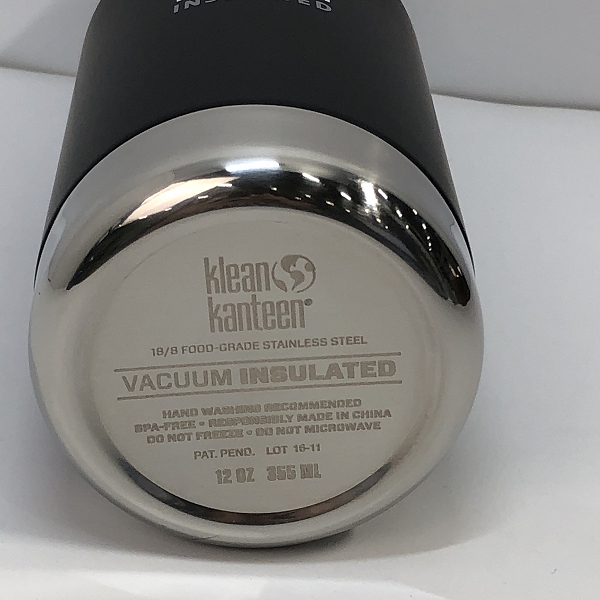 INSULATED
klean
kanteen®
18/8 FOOD-GRADE STAINLESS STEEL
VACUUM INSULATED
HAND WASHING RECOMMENDED
BPA-FREE • RESPONSIBLY MADE IN CHINA
DO NOT FREEZE • DO NOT MICROWAVE
PAT. PEND. LOT 16-11
12 OZ 355 ML